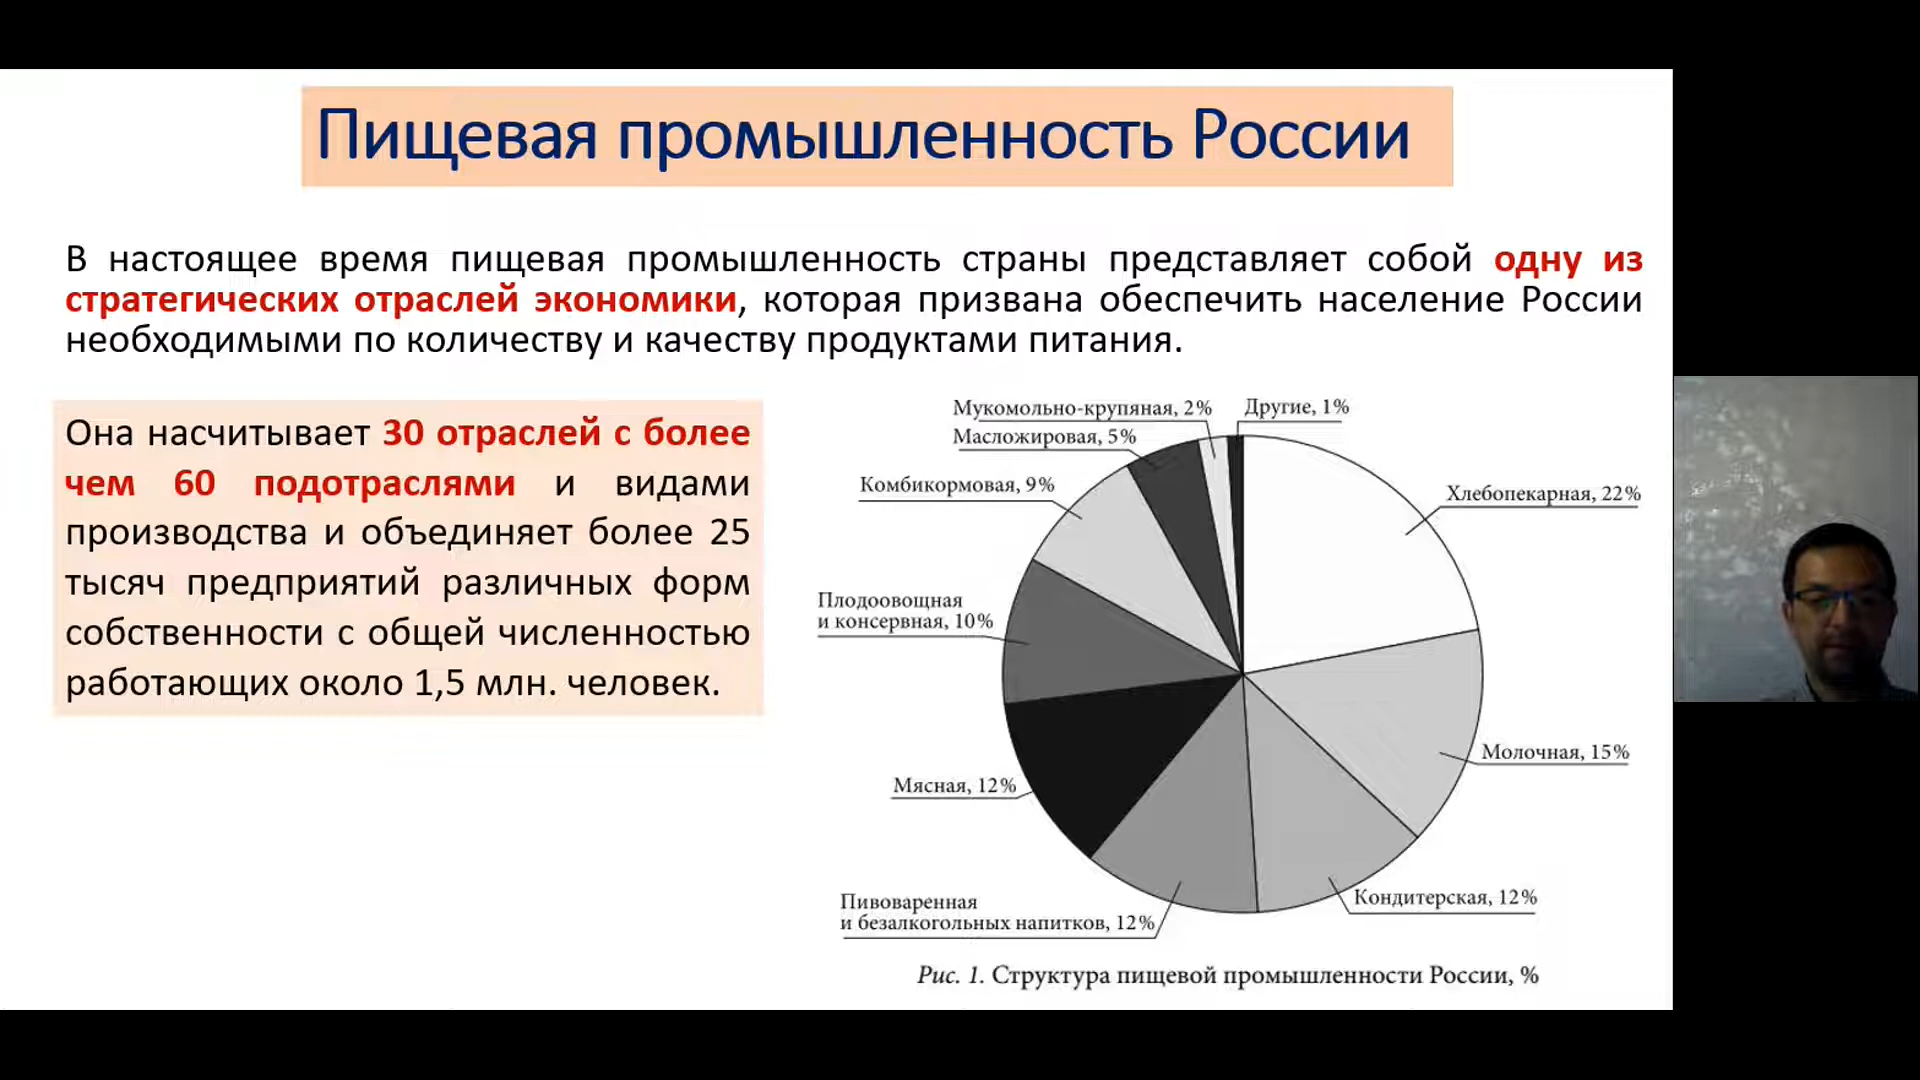 Пищевая промышленность России
В настоящее время пищевая промышленность страны представляет собой одну из
стратегических отраслей экономики, которая призвана обеспечить население России
необходимыми по количеству и качеству продуктами питания.
Она насчитывает 30 отраслей с более
чем 60 подотраслями и видами
производства и объединяет более 25
тысяч предприятий различных форм
собственности с общей численностью
работающих около 1,5 млн. человек.
Мукомольно-крупяная, 2%
Другие, 1%
Масложировая, 5%
Комбикормовая, 9%
Хлебопекарная, 22%
Плодоовощная
и консервная, 10%
Молочная, 15%
Мясная, 12%
Кондитерская, 12%
Пивоваренная
и безалкогольных напитков, 12%
Рис. 1. Структура пищевой промышленности России, %